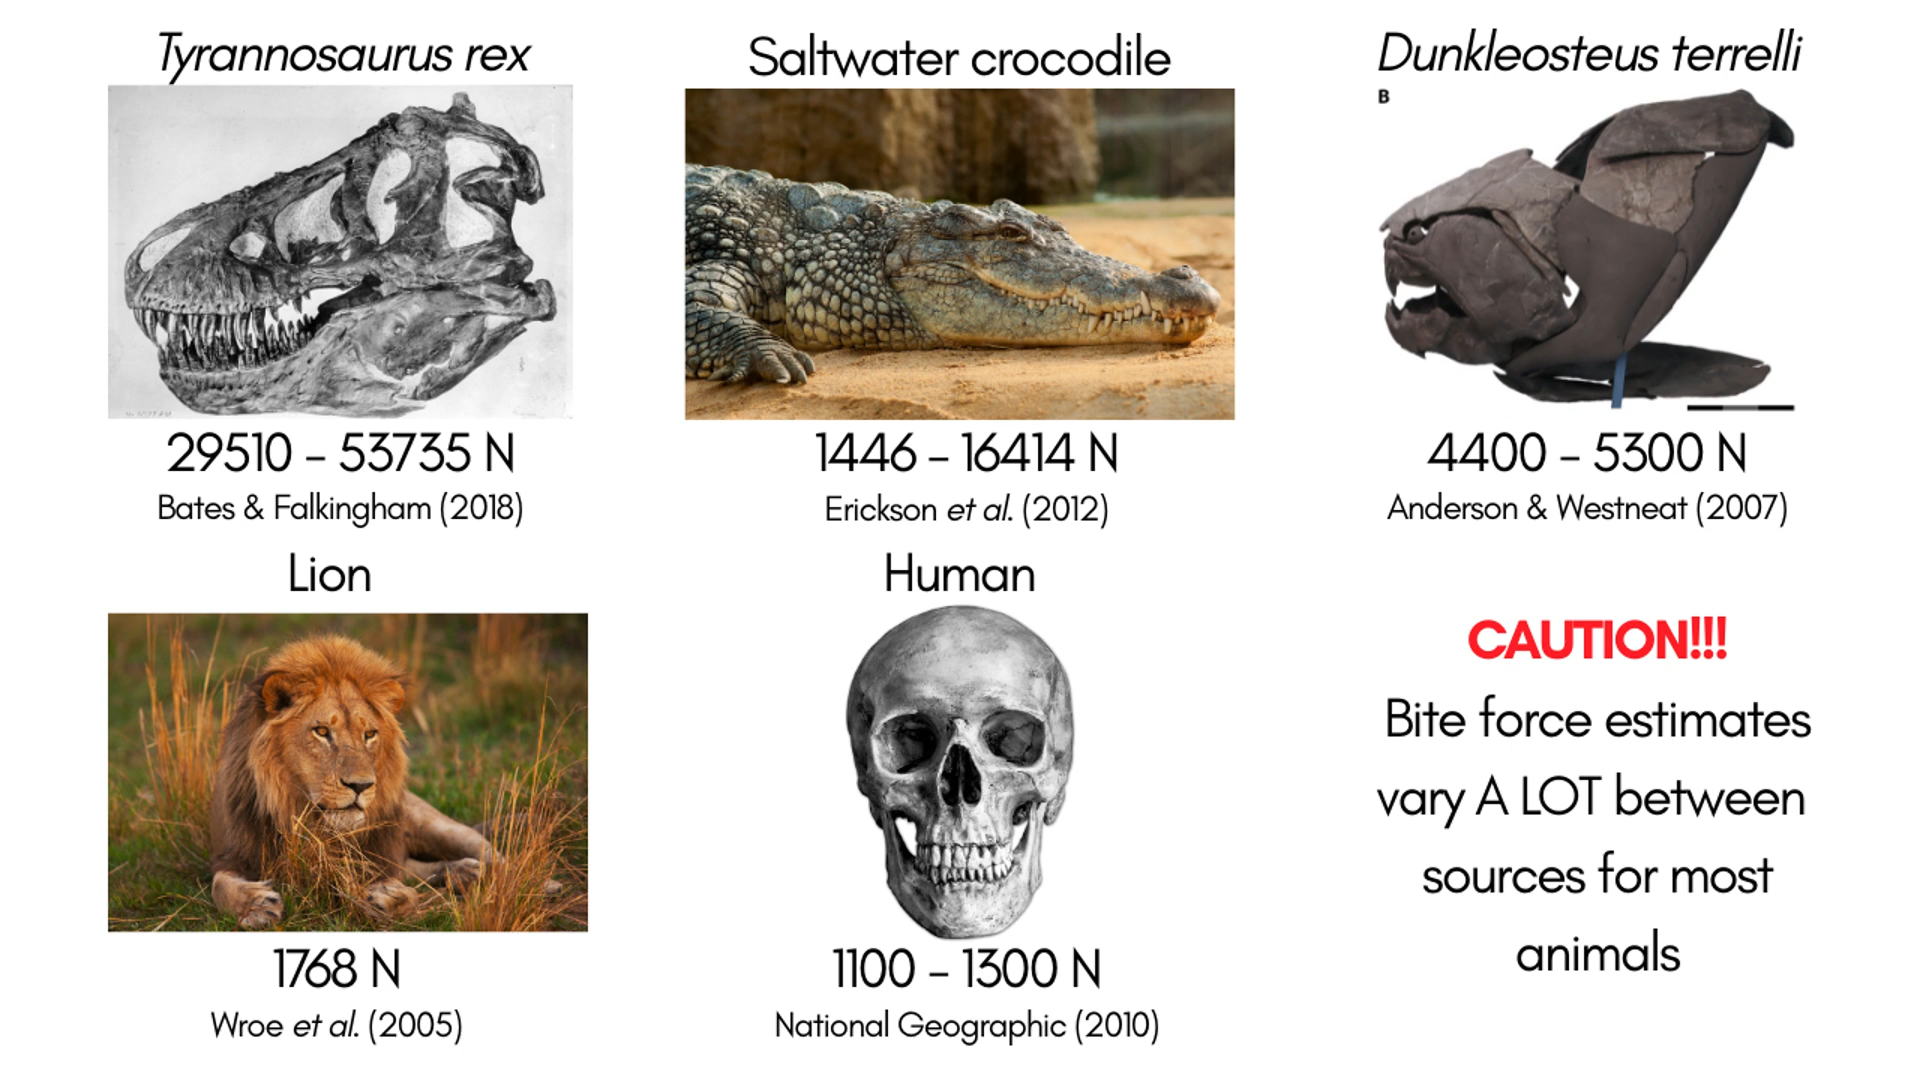 Tyrannosaurus rex
Saltwater crocodile
Dunkleosteus terrelli
B
29510 – 53735 N
1446 – 16414 N
4400 – 5300 N
Bates & Falkingham (2018)
Erickson et al. (2012)
Anderson & Westneat (2007)
Lion
Human
1768 N
1100 – 1300 N
Wroe et al. (2005)
National Geographic (2010)
CAUTION!!!
Bite force estimates
vary A LOT between
sources for most
animals